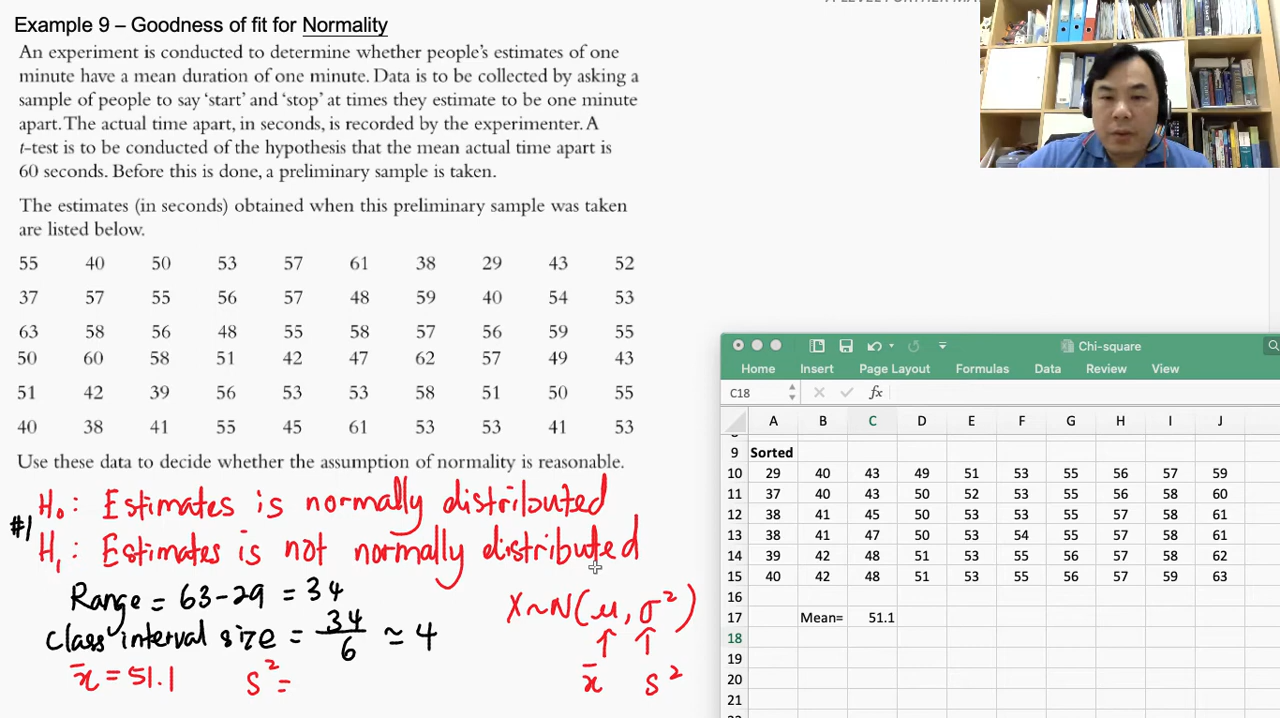 Example 9 – Goodness of fit for Normality
An experiment is conducted to determine whether people's estimates of one
minute have a mean duration of one minute. Data is to be collected by asking a
sample of people to say 'start' and 'stop' at times they estimate to be one minute
apart. The actual time apart, in seconds, is recorded by the experimenter. A
t-test is to be conducted of the hypothesis that the mean actual time apart is
60 seconds. Before this is done, a preliminary sample is taken.
The estimates (in seconds) obtained when this preliminary sample was taken
are listed below.
55 40 50 53 57 61 38 29 43 52
37 57 55 56 57 48 59 40 54 53
63 58 56 48 55 58 57 56 59 55
50 60 58 51 42 47 62 57 49 43
51 42 39 56 53 53 58 51 50 55
40 38 41 55 45 61 53 53 41 53
Use these data to decide whether the assumption of normality is reasonable.
#1
H₀: Estimates is normally distributed
H₁: Estimates is not normally distributed
Range = 63-29 = 34
class interval size = 34/6 ≃ 4
x̄ = 51.1 s² =
X~N(μ, σ²)
↑ ↑
x̄ s²
Chi-square
Home Insert Page Layout Formulas Data Review View
C18 fx
A B C D E F G H I J
9 Sorted
10 29 40 43 49 51 53 55 56 57 59
11 37 40 43 50 52 53 55 56 58 60
12 38 41 45 50 53 53 55 57 58 61
13 38 41 47 50 53 54 55 57 58 61
14 39 42 48 51 53 55 56 57 58 62
15 40 42 48 51 53 55 56 57 59 63
16
17 Mean= 51.1
18
19
20
21